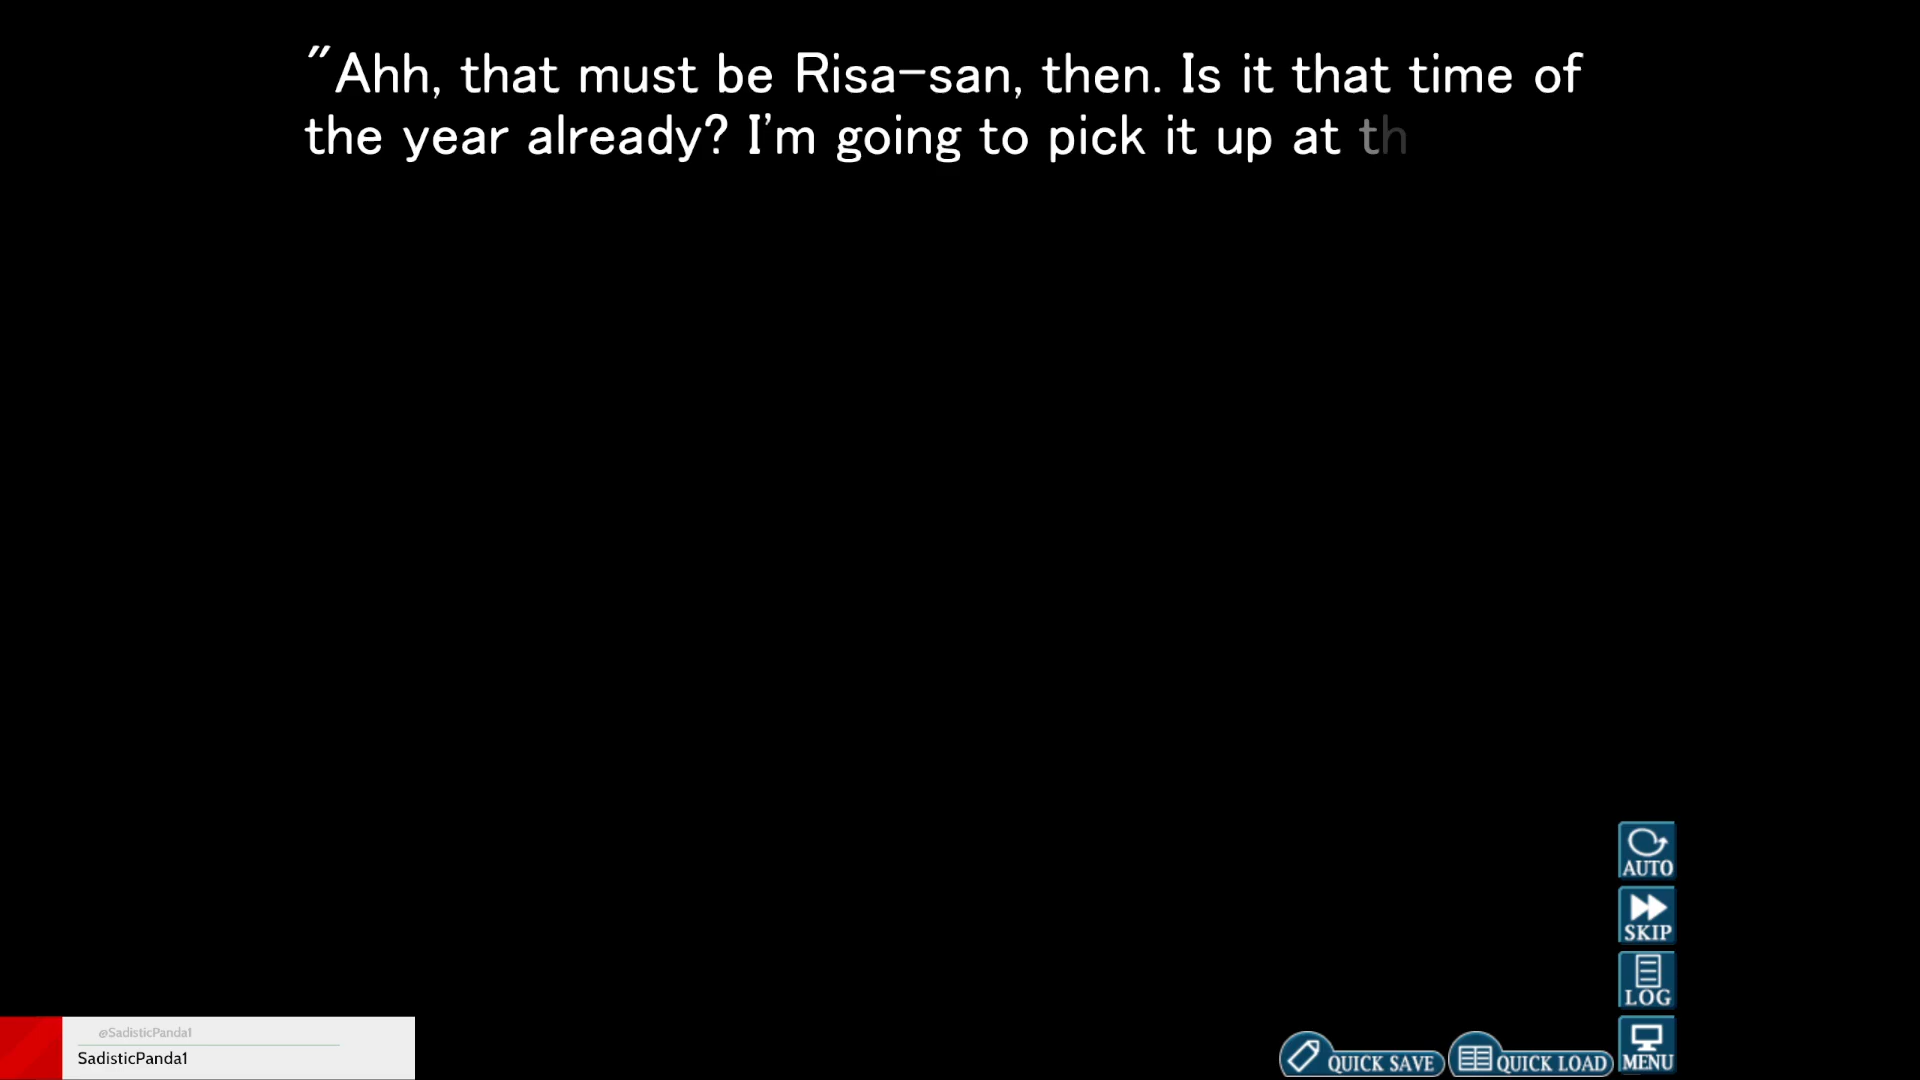 "Ahh, that must be Risa-san, then. Is it that time of
the year already? I'm going to pick it up at th
AUTO
SKIP
LOG
MENU
QUICK SAVE
QUICK LOAD
@SadisticPanda1
SadisticPanda1